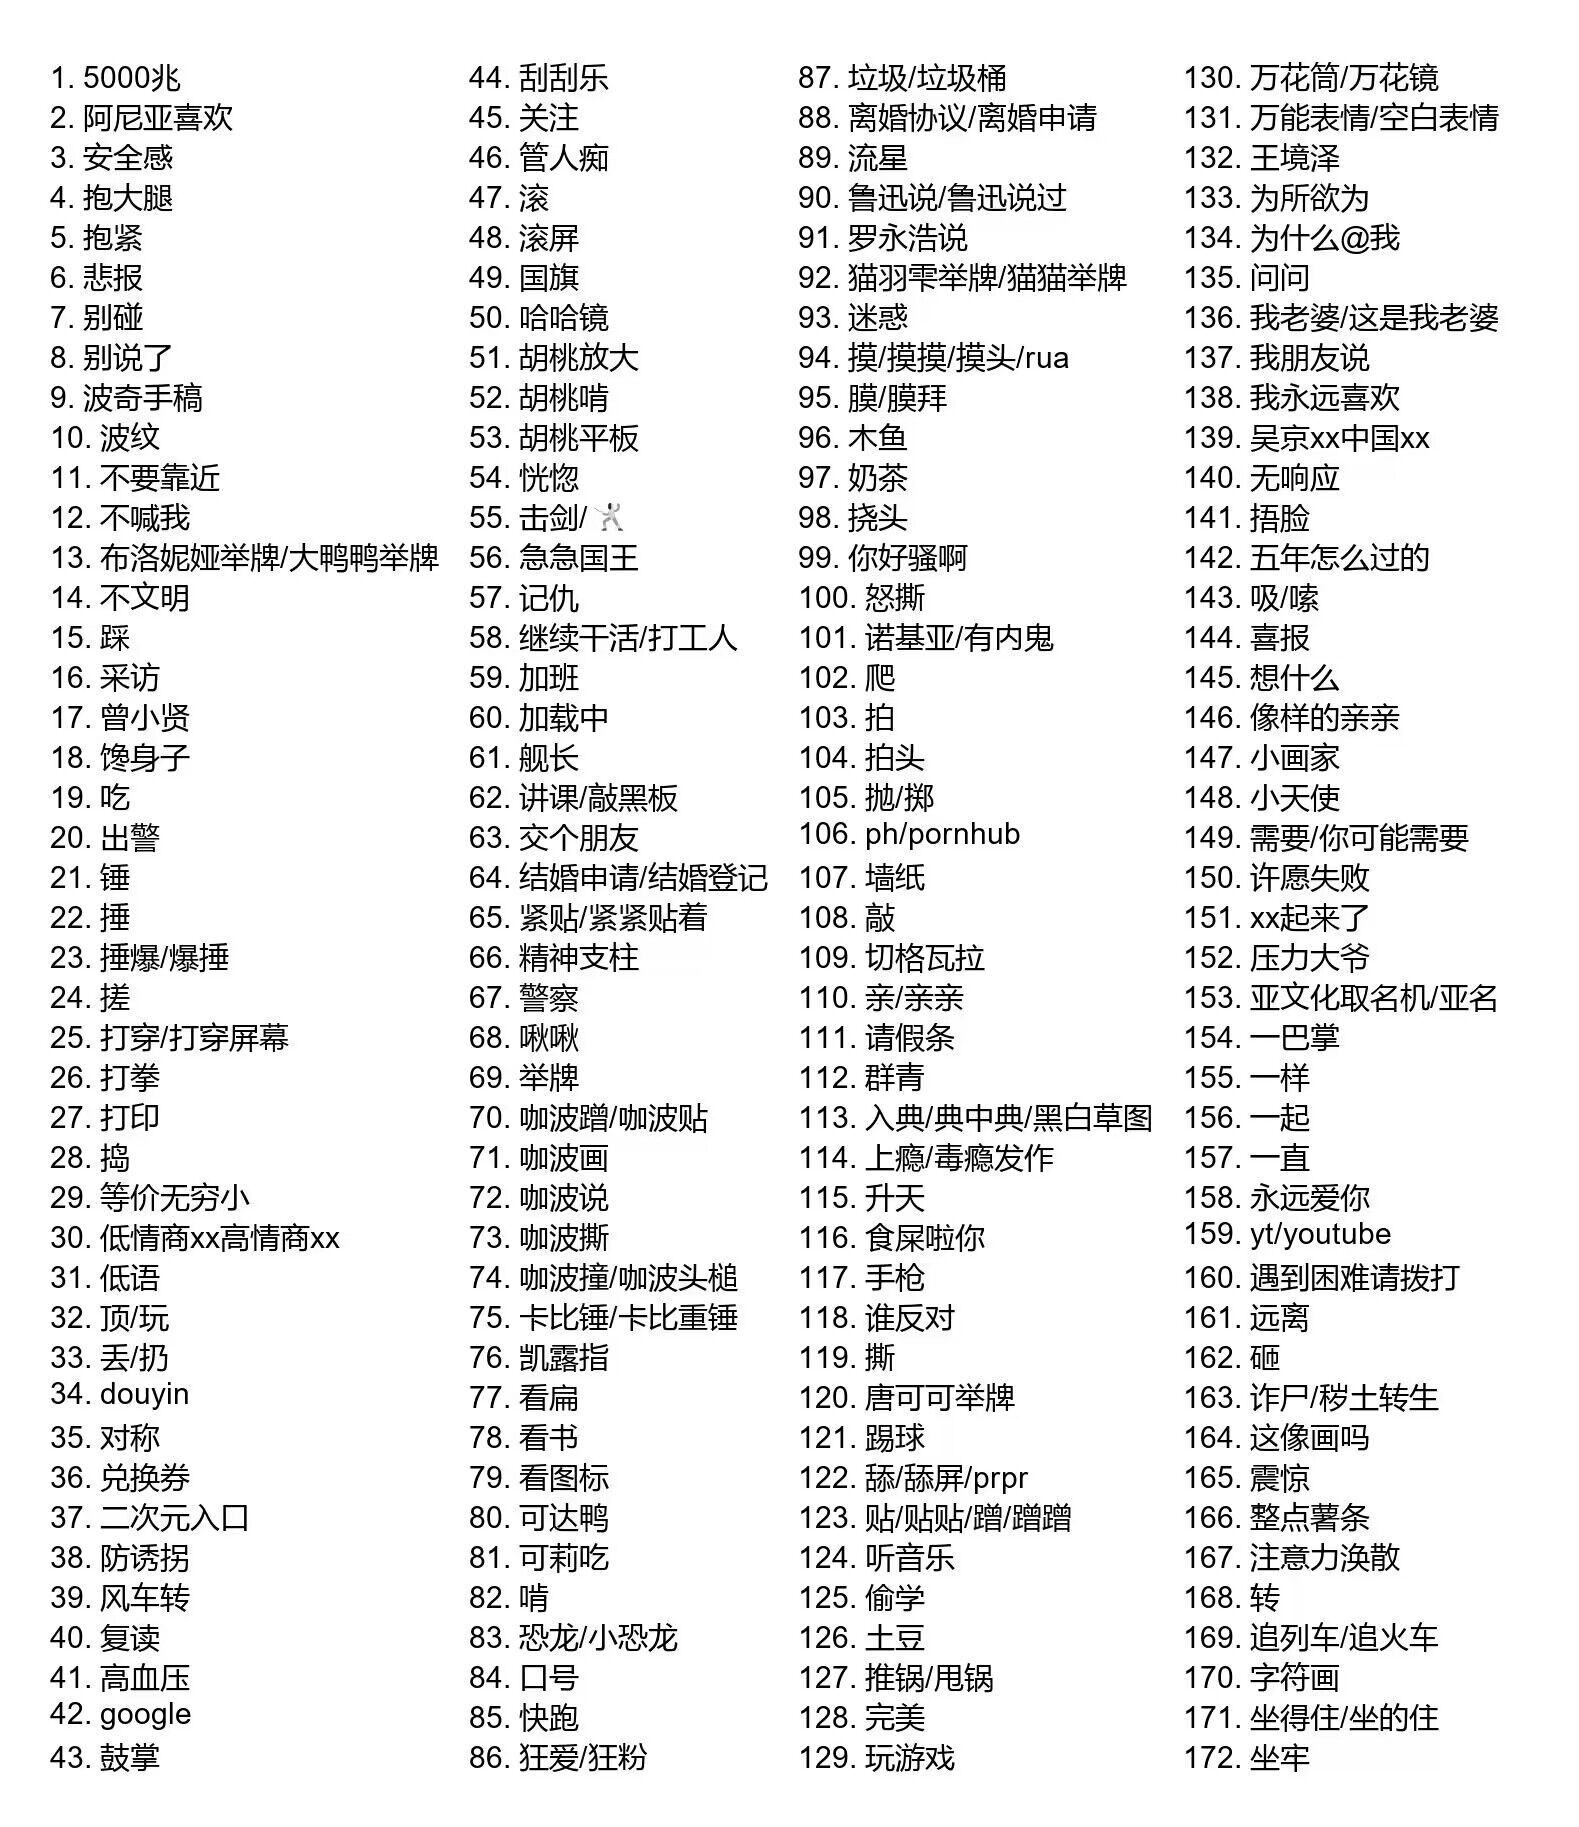 1. 5000兆
2. 阿尼亚喜欢
3. 安全感
4. 抱大腿
5. 抱紧
6. 悲报
7. 别碰
8. 别说了
9. 波奇手稿
10. 波纹
11. 不要靠近
12. 不喊我
13. 布洛妮娅举牌/大鸭鸭举牌
14. 不文明
15. 踩
16. 采访
17. 曾小贤
18. 馋身子
19. 吃
20. 出警
21. 锤
22. 捶
23. 捶爆/爆捶
24. 搓
25. 打穿/打穿屏幕
26. 打拳
27. 打印
28. 捣
29. 等价无穷小
30. 低情商xx高情商xx
31. 低语
32. 顶/玩
33. 丢/扔
34. douyin
35. 对称
36. 兑换券
37. 二次元入口
38. 防诱拐
39. 风车转
40. 复读
41. 高血压
42. google
43. 鼓掌
44. 刮刮乐
45. 关注
46. 管人痴
47. 滚
48. 滚屏
49. 国旗
50. 哈哈镜
51. 胡桃放大
52. 胡桃啃
53. 胡桃平板
54. 恍惚
55. 击剑/🤺
56. 急急国王
57. 记仇
58. 继续干活/打工人
59. 加班
60. 加载中
61. 舰长
62. 讲课/敲黑板
63. 交个朋友
64. 结婚申请/结婚登记
65. 紧贴/紧紧贴着
66. 精神支柱
67. 警察
68. 啾啾
69. 举牌
70. 咖波蹭/咖波贴
71. 咖波画
72. 咖波说
73. 咖波撕
74. 咖波撞/咖波头槌
75. 卡比锤/卡比重锤
76. 凯露指
77. 看扁
78. 看书
79. 看图标
80. 可达鸭
81. 可莉吃
82. 啃
83. 恐龙/小恐龙
84. 口号
85. 快跑
86. 狂爱/狂粉
87. 垃圾/垃圾桶
88. 离婚协议/离婚申请
89. 流星
90. 鲁迅说/鲁迅说过
91. 罗永浩说
92. 猫羽雫举牌/猫猫举牌
93. 迷惑
94. 摸/摸摸/摸头/rua
95. 膜/膜拜
96. 木鱼
97. 奶茶
98. 挠头
99. 你好骚啊
100. 怒撕
101. 诺基亚/有内鬼
102. 爬
103. 拍
104. 拍头
105. 抛/掷
106. ph/pornhub
107. 墙纸
108. 敲
109. 切格瓦拉
110. 亲/亲亲
111. 请假条
112. 群青
113. 入典/典中典/黑白草图
114. 上瘾/毒瘾发作
115. 升天
116. 食屎啦你
117. 手枪
118. 谁反对
119. 撕
120. 唐可可举牌
121. 踢球
122. 舔/舔屏/prpr
123. 贴/贴贴/蹭/蹭蹭
124. 听音乐
125. 偷学
126. 土豆
127. 推锅/甩锅
128. 完美
129. 玩游戏
130. 万花筒/万花镜
131. 万能表情/空白表情
132. 王境泽
133. 为所欲为
134. 为什么@我
135. 问问
136. 我老婆/这是我老婆
137. 我朋友说
138. 我永远喜欢
139. 吴京xx中国xx
140. 无响应
141. 捂脸
142. 五年怎么过的
143. 吸/嗦
144. 喜报
145. 想什么
146. 像样的亲亲
147. 小画家
148. 小天使
149. 需要/你可能需要
150. 许愿失败
151. xx起来了
152. 压力大爷
153. 亚文化取名机/亚名
154. 一巴掌
155. 一样
156. 一起
157. 一直
158. 永远爱你
159. yt/youtube
160. 遇到困难请拨打
161. 远离
162. 砸
163. 诈尸/秽土转生
164. 这像画吗
165. 震惊
166. 整点薯条
167. 注意力涣散
168. 转
169. 追列车/追火车
170. 字符画
171. 坐得住/坐的住
172. 坐牢